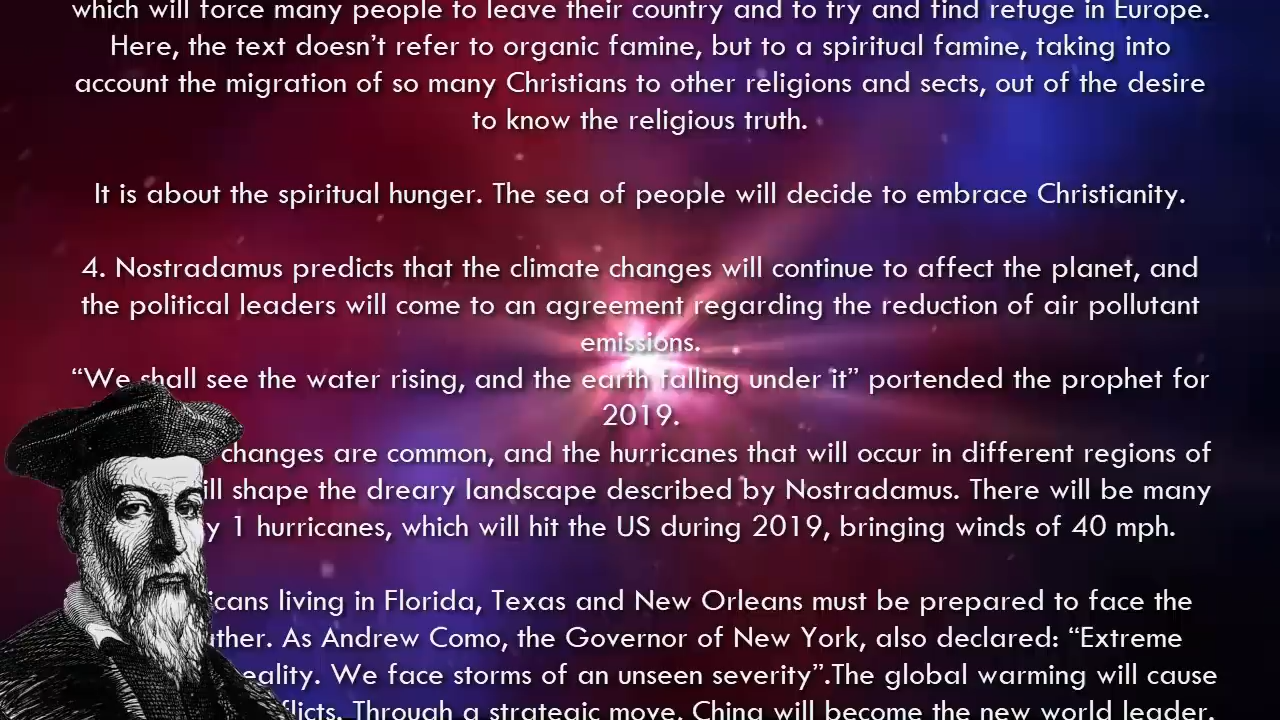 which will force many people to leave their country and to try and find refuge in Europe.
Here, the text doesn’t refer to organic famine, but to a spiritual famine, taking into
account the migration of so many Christians to other religions and sects, out of the desire
to know the religious truth.
It is about the spiritual hunger. The sea of people will decide to embrace Christianity.
4. Nostradamus predicts that the climate changes will continue to affect the planet, and
the political leaders will come to an agreement regarding the reduction of air pollutant
emissions.
“We shall see the water rising, and the earth falling under it” portended the prophet for
2019.
changes are common, and the hurricanes that will occur in different regions of
shape the dreary landscape described by Nostradamus. There will be many
1 hurricanes, which will hit the US during 2019, bringing winds of 40 mph.
living in Florida, Texas and New Orleans must be prepared to face the
As Andrew Como, the Governor of New York, also declared: “Extreme
We face storms of an unseen severity”.The global warming will cause
Through a strategic move, China will become the new world leader,